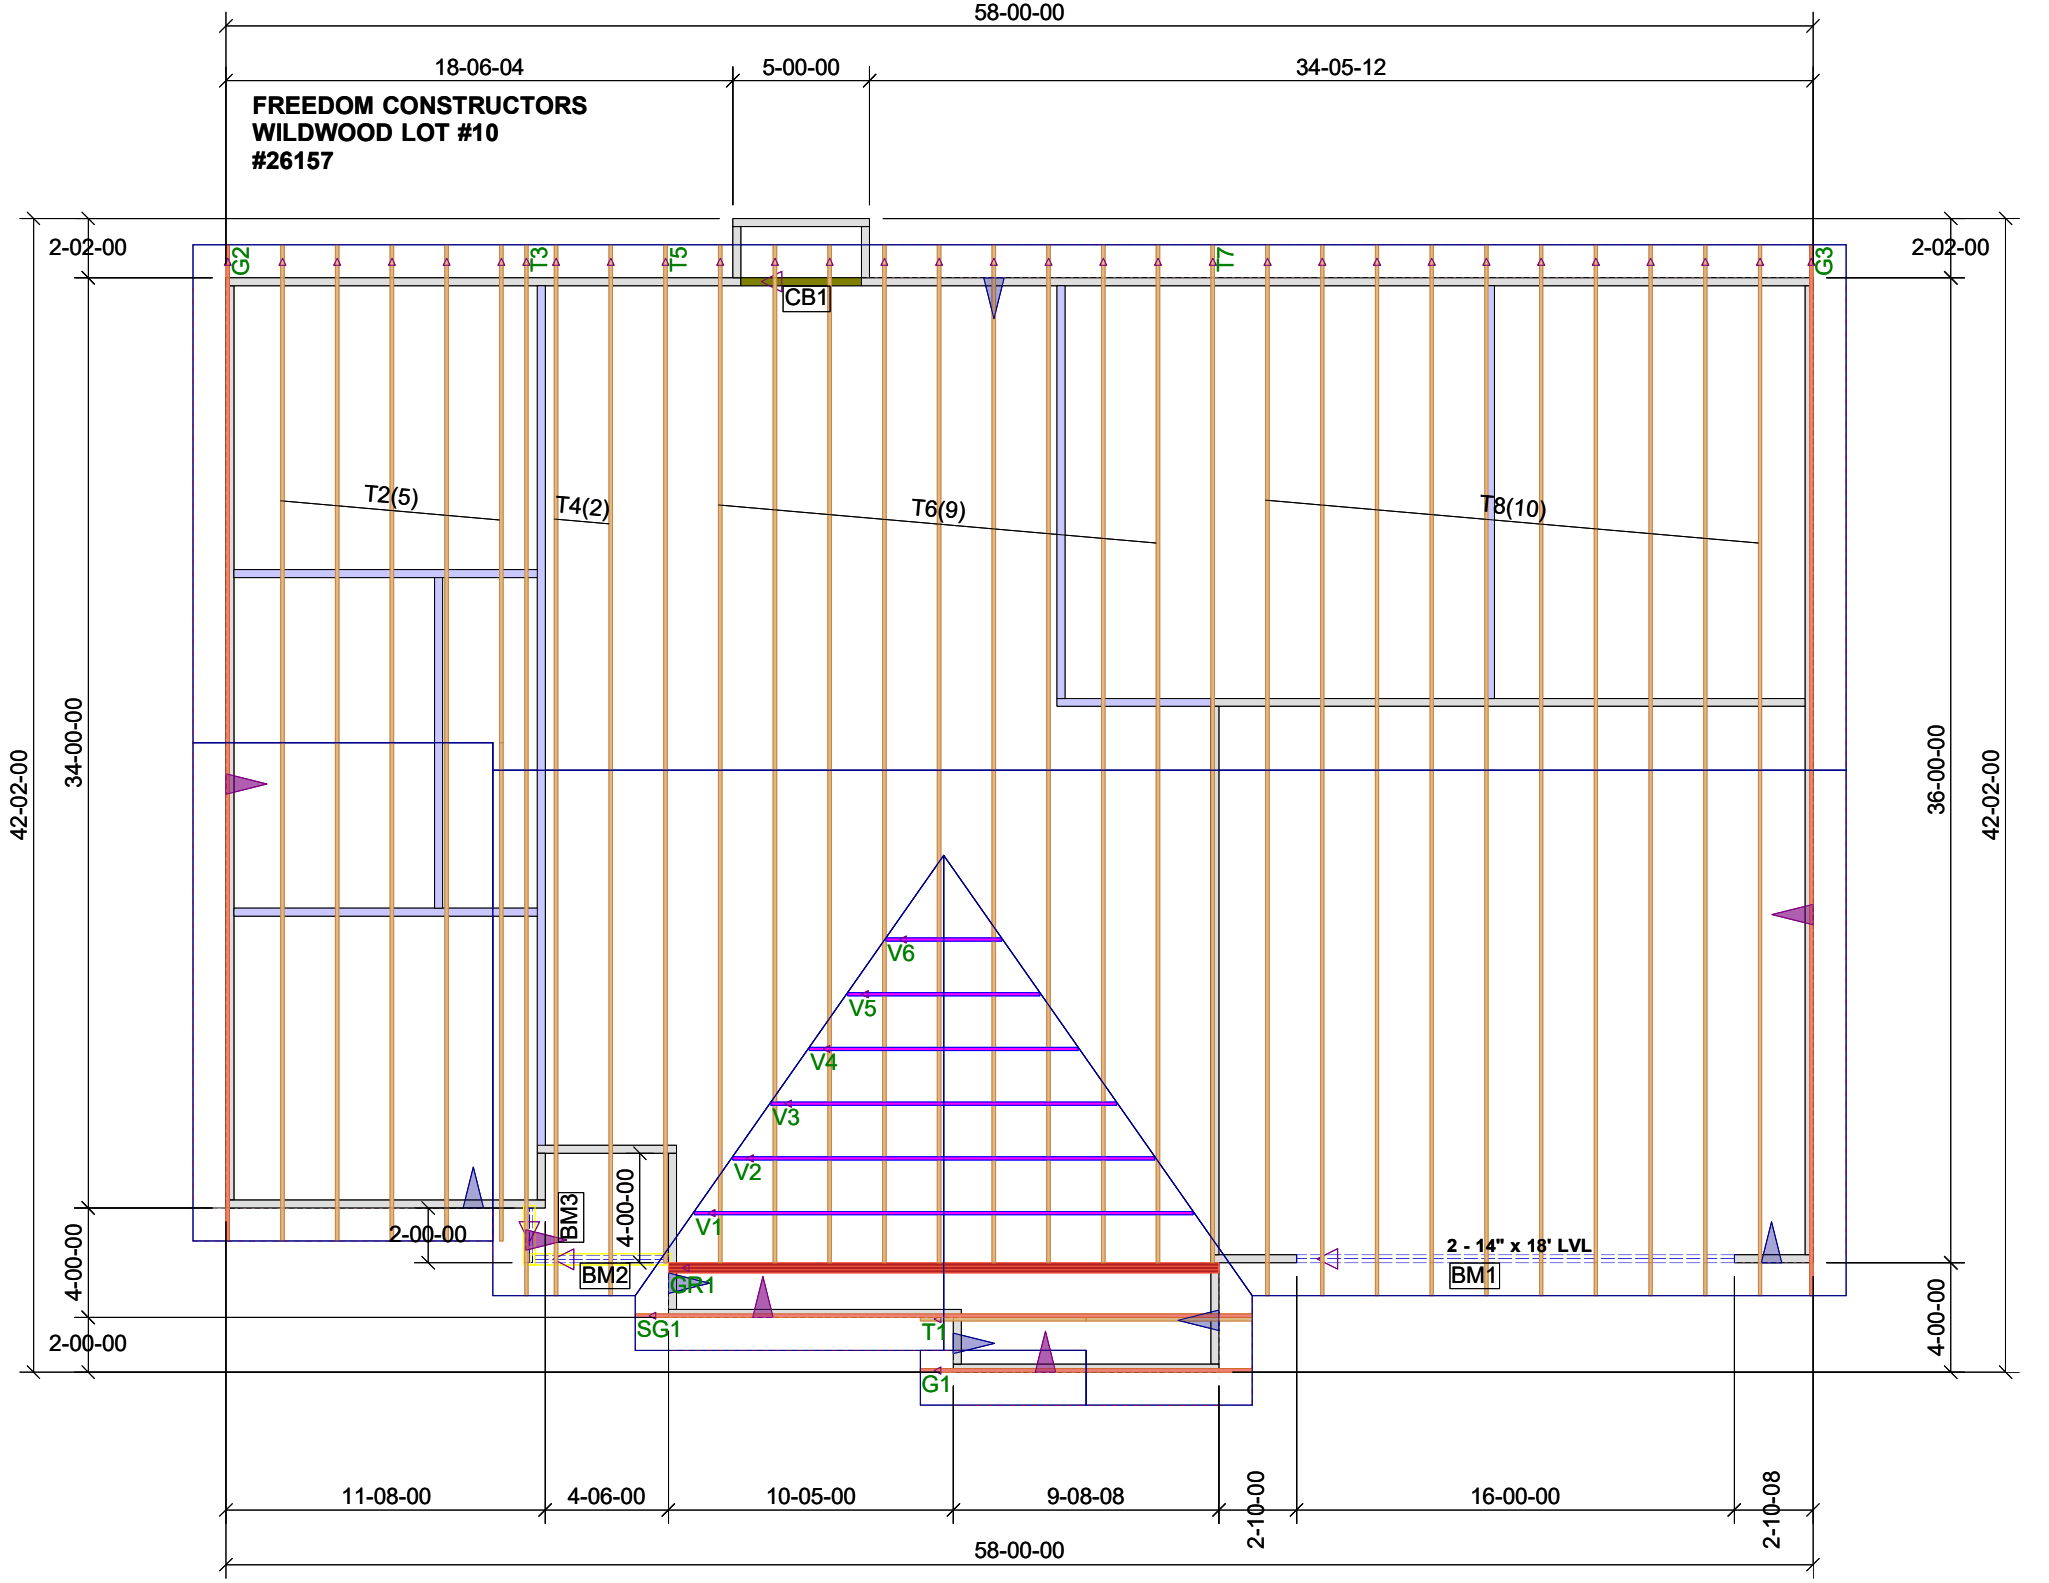 58-00-00
18-06-04
5-00-00
34-05-12
FREEDOM CONSTRUCTORS
WILDWOOD LOT #10
#26157
2-02-00
2-02-00
G2
T3
T5
T7
G3
CB1
T2(5)
T4(2)
T6(9)
T8(10)
42-02-00
34-00-00
36-00-00
42-02-00
V6
V5
V4
V3
V2
V1
4-00-00
BM3
2-00-00
BM2
GR1
2 - 14" x 18' LVL
BM1
4-00-00
SG1
T1
2-00-00
4-00-00
G1
11-08-00
4-06-00
10-05-00
9-08-08
2-10-00
16-00-00
2-10-08
58-00-00